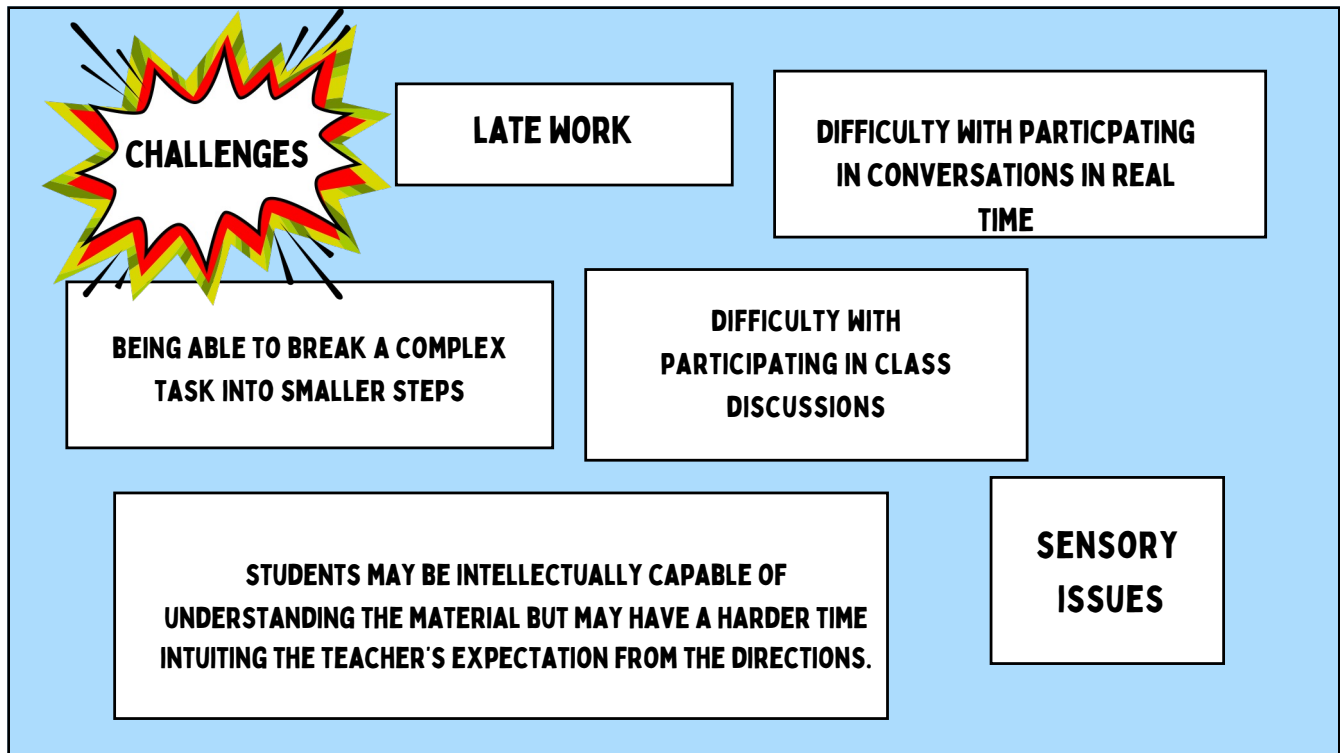 CHALLENGES
LATE WORK
DIFFICULTY WITH PARTICPATING
IN CONVERSATIONS IN REAL
TIME
BEING ABLE TO BREAK A COMPLEX
TASK INTO SMALLER STEPS
DIFFICULTY WITH
PARTICIPATING IN CLASS
DISCUSSIONS
STUDENTS MAY BE INTELLECTUALLY CAPABLE OF
UNDERSTANDING THE MATERIAL BUT MAY HAVE A HARDER TIME
INTUITING THE TEACHER'S EXPECTATION FROM THE DIRECTIONS.
SENSORY
ISSUES